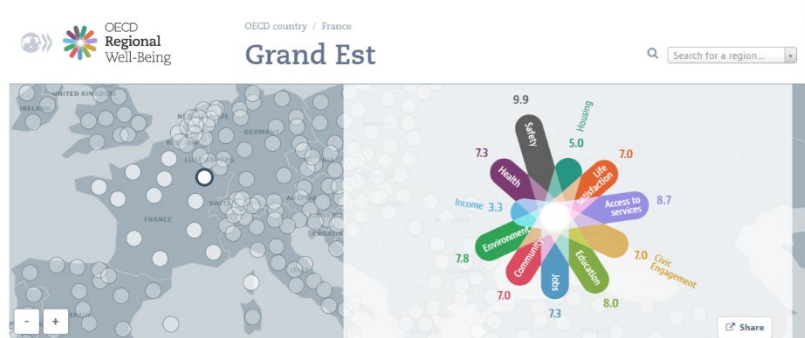 OECD
Regional
Well-Being
OECD country / France
Grand Est
Search for a region...
UNITED KINGDOM
IRELAND
GERMANY
FRANCE
- +
9.9
Safety
5.0
Housing
7.0
Life
Satisfaction
8.7
Access to
services
7.0
Civic
Engagement
8.0
Education
7.3
Jobs
7.0
Community
7.8
Environment
Income 3.3
7.3
Health
Share